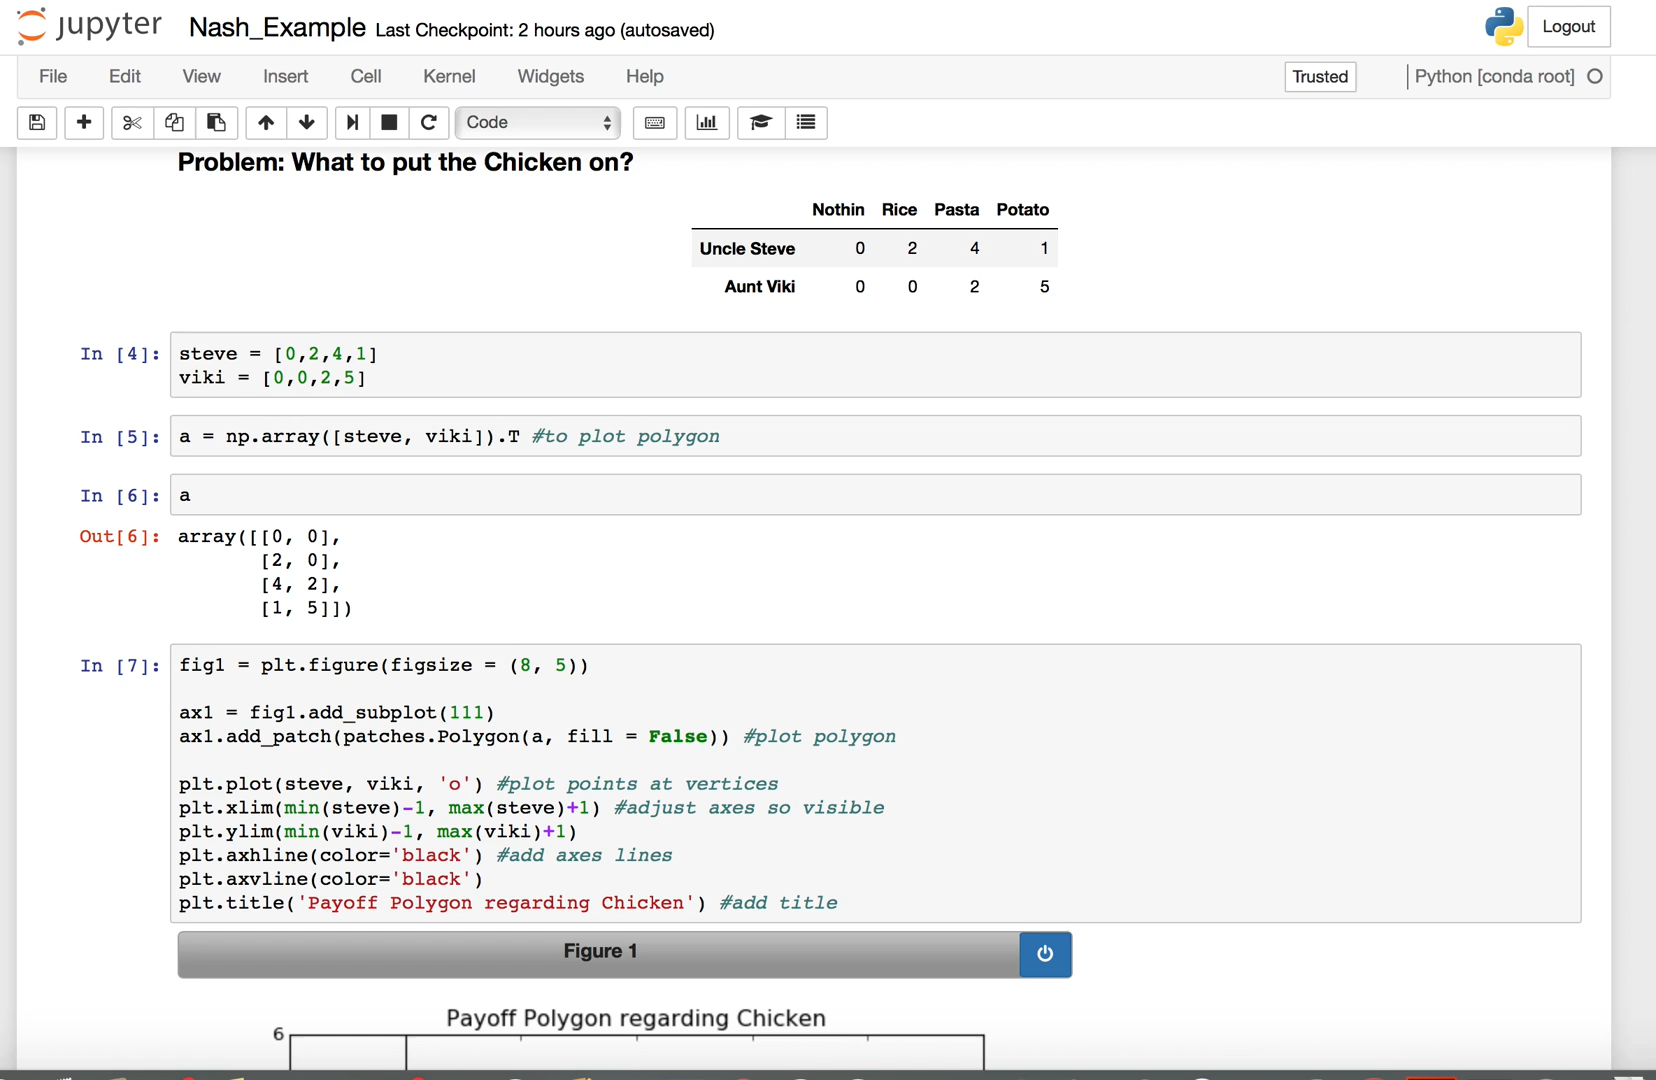 jupyter Nash_Example Last Checkpoint: 2 hours ago (autosaved) Logout
File Edit View Insert Cell Kernel Widgets Help Trusted Python [conda root]
Code
Problem: What to put the Chicken on?
Nothin Rice Pasta Potato
Uncle Steve 0 2 4 1
Aunt Viki 0 0 2 5
In [4]: steve = [0,2,4,1]
viki = [0,0,2,5]
In [5]: a = np.array([steve, viki]).T #to plot polygon
In [6]: a
Out[6]: array([[0, 0],
[2, 0],
[4, 2],
[1, 5]])
In [7]: fig1 = plt.figure(figsize = (8, 5))
ax1 = fig1.add_subplot(111)
ax1.add_patch(patches.Polygon(a, fill = False)) #plot polygon
plt.plot(steve, viki, 'o') #plot points at vertices
plt.xlim(min(steve)-1, max(steve)+1) #adjust axes so visible
plt.ylim(min(viki)-1, max(viki)+1)
plt.axhline(color='black') #add axes lines
plt.axvline(color='black')
plt.title('Payoff Polygon regarding Chicken') #add title
Figure 1
Payoff Polygon regarding Chicken
6